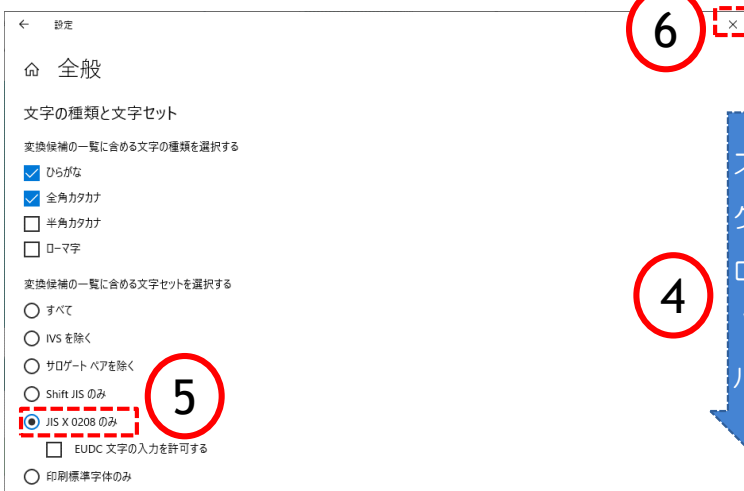 ← 設定
6
×
全般
文字の種類と文字セット
変換候補の一覧に含める文字の種類を選択する
ひらがな
全角カタカナ
半角カタカナ
ローマ字
変換候補の一覧に含める文字セットを選択する
4
すべて
IVS を除く
サロゲート ペアを除く
Shift JIS のみ
5
JIS X 0208 のみ
EUDC 文字の入力を許可する
印刷標準字体のみ